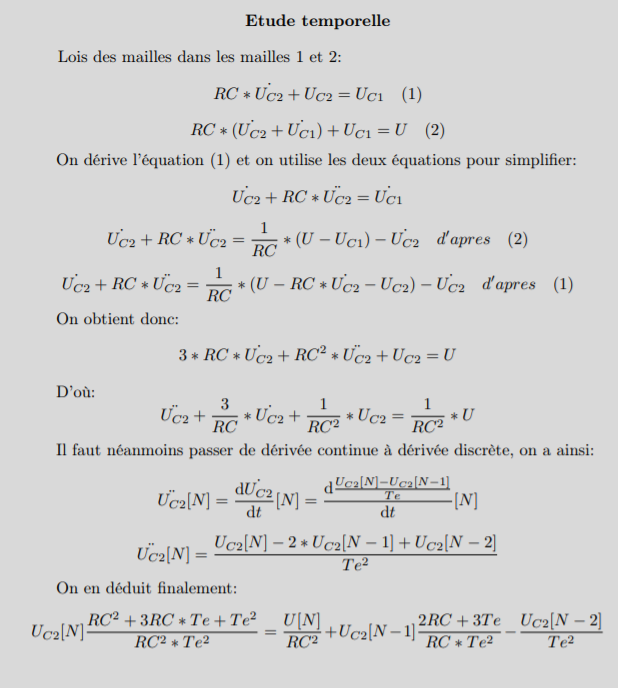 Etude temporelle
Lois des mailles dans les mailles 1 et 2:
$RC * \dot{U_{C2}} + U_{C2} = U_{C1} \quad (1)$
$RC * (\dot{U_{C2}} + \dot{U_{C1}}) + U_{C1} = U \quad (2)$
On dérive l'équation (1) et on utilise les deux équations pour simplifier:
$\dot{U_{C2}} + RC * \ddot{U_{C2}} = \dot{U_{C1}}$
$\dot{U_{C2}} + RC * \ddot{U_{C2}} = \frac{1}{RC} * (U - U_{C1}) - \dot{U_{C2}} \quad d'apres \quad (2)$
$\dot{U_{C2}} + RC * \ddot{U_{C2}} = \frac{1}{RC} * (U - RC * \dot{U_{C2}} - U_{C2}) - \dot{U_{C2}} \quad d'apres \quad (1)$
On obtient donc:
$3 * RC * \dot{U_{C2}} + RC^2 * \ddot{U_{C2}} + U_{C2} = U$
D'où:
$\ddot{U_{C2}} + \frac{3}{RC} * \dot{U_{C2}} + \frac{1}{RC^2} * U_{C2} = \frac{1}{RC^2} * U$
Il faut néanmoins passer de dérivée continue à dérivée discrète, on a ainsi:
$\ddot{U_{C2}}[N] = \frac{\mathrm{d}\dot{U_{C2}}}{\mathrm{d}t}[N] = \frac{\mathrm{d}\frac{U_{C2}[N]-U_{C2}[N-1]}{Te}}{\mathrm{d}t}[N]$
$\ddot{U_{C2}}[N] = \frac{U_{C2}[N] - 2 * U_{C2}[N-1] + U_{C2}[N-2]}{Te^2}$
On en déduit finalement:
$U_{C2}[N]\frac{RC^2 + 3RC * Te + Te^2}{RC^2 * Te^2} = \frac{U[N]}{RC^2} + U_{C2}[N-1]\frac{2RC + 3Te}{RC * Te^2} - \frac{U_{C2}[N-2]}{Te^2}$